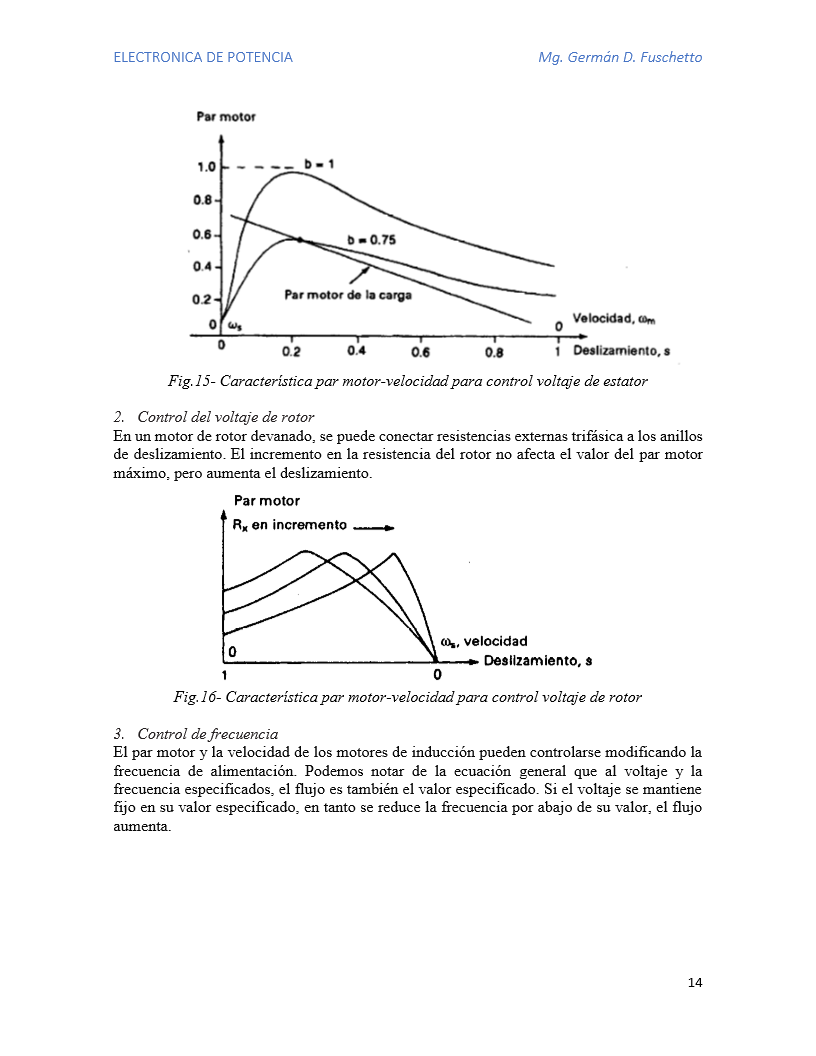 ELECTRONICA DE POTENCIA Mg. Germán D. Fuschetto
Par motor
1.0 b = 1
0.8
0.6 b = 0.75
0.4
0.2 Par motor de la carga
0 ωs 0 Velocidad, ωm
0 0.2 0.4 0.6 0.8 1 Deslizamiento, s
Fig.15- Característica par motor-velocidad para control voltaje de estator
2. Control del voltaje de rotor
En un motor de rotor devanado, se puede conectar resistencias externas trifásica a los anillos
de deslizamiento. El incremento en la resistencia del rotor no afecta el valor del par motor
máximo, pero aumenta el deslizamiento.
Par motor
Rx en incremento
ωs, velocidad
0 Deslizamiento, s
1 0
Fig.16- Característica par motor-velocidad para control voltaje de rotor
3. Control de frecuencia
El par motor y la velocidad de los motores de inducción pueden controlarse modificando la
frecuencia de alimentación. Podemos notar de la ecuación general que al voltaje y la
frecuencia especificados, el flujo es también el valor especificado. Si el voltaje se mantiene
fijo en su valor especificado, en tanto se reduce la frecuencia por abajo de su valor, el flujo
aumenta.
14